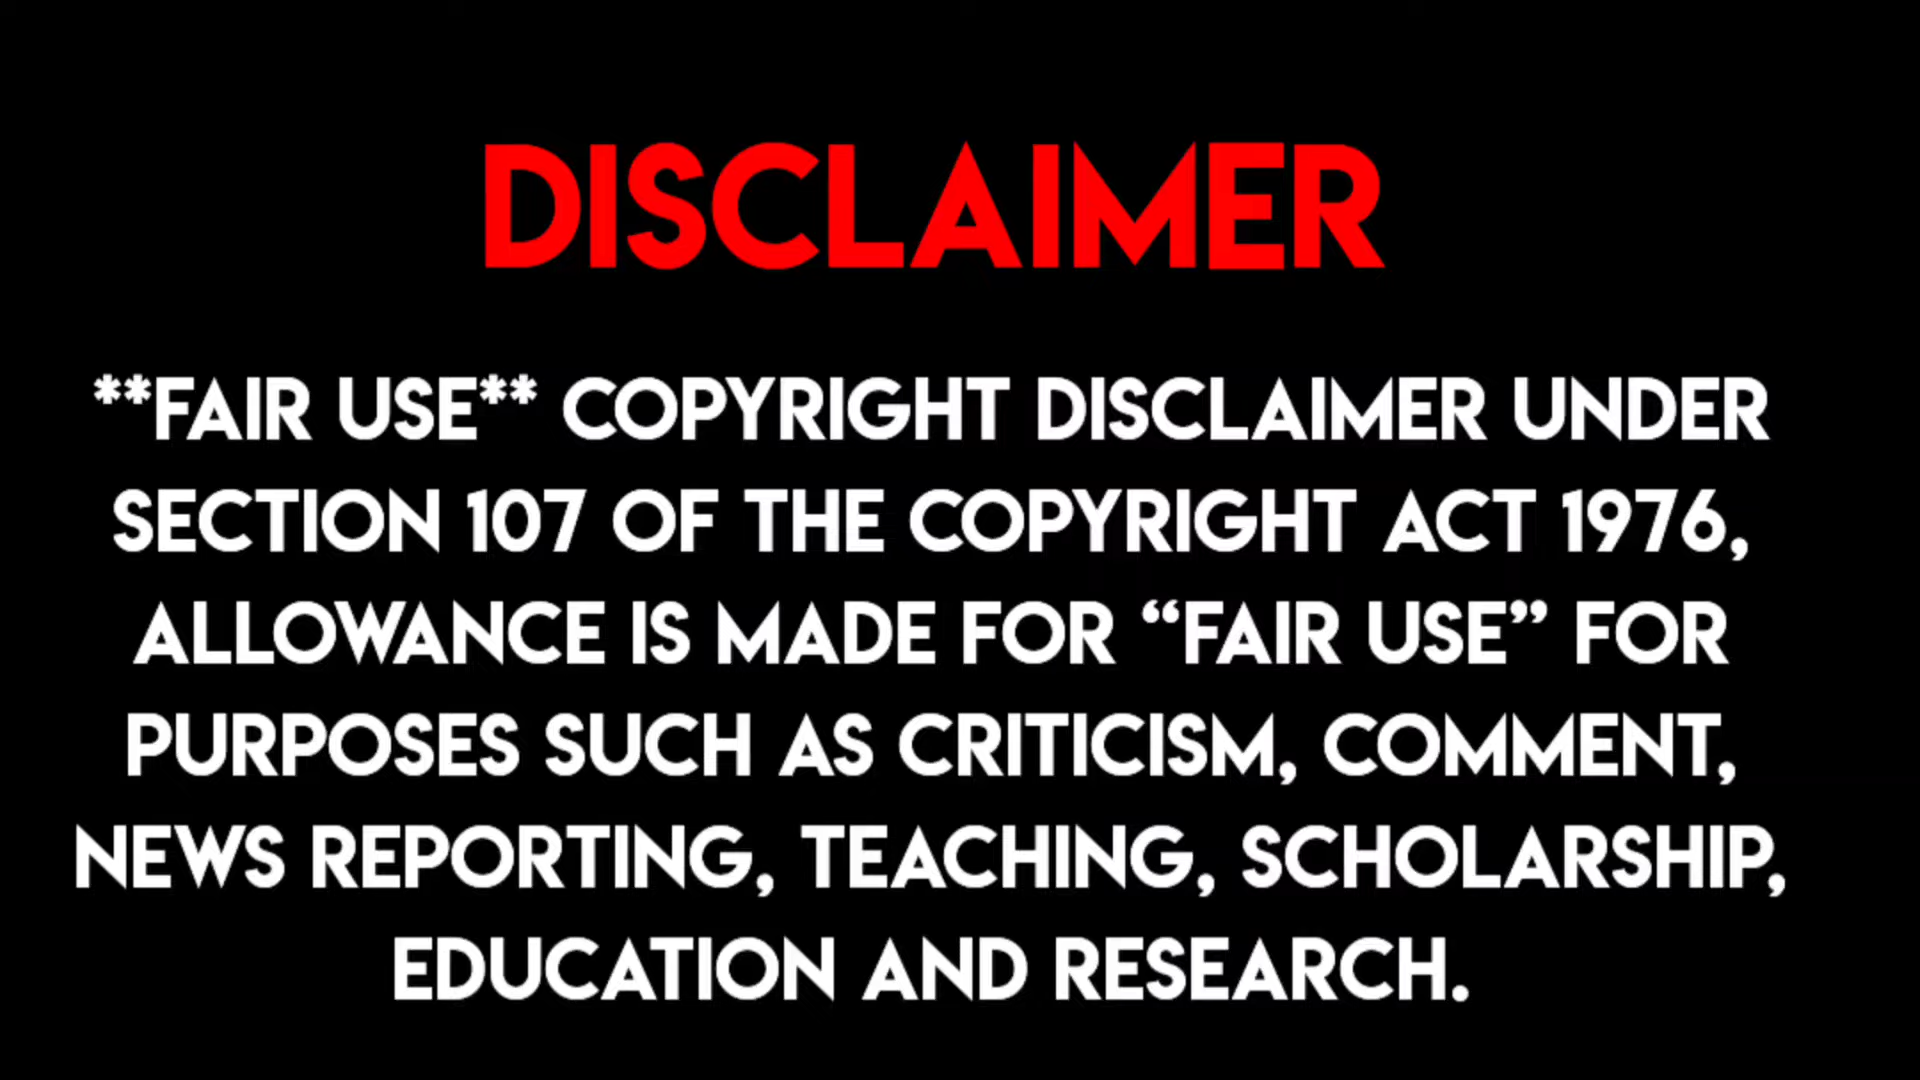 DISCLAIMER
**FAIR USE** COPYRIGHT DISCLAIMER UNDER
SECTION 107 OF THE COPYRIGHT ACT 1976,
ALLOWANCE IS MADE FOR “FAIR USE” FOR
PURPOSES SUCH AS CRITICISM, COMMENT,
NEWS REPORTING, TEACHING, SCHOLARSHIP,
EDUCATION AND RESEARCH.